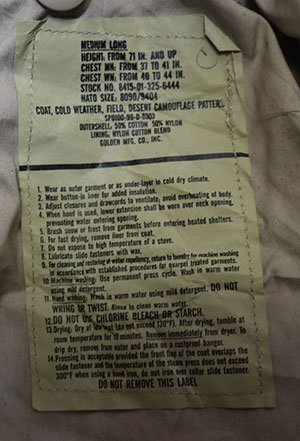 MEDIUM LONG
HEIGHT: FROM 71 IN. AND UP
CHEST MN: FROM 37 TO 41 IN.
CHEST WN: FROM 48 TO 44 IN.
STOCK NO. 8415-01-325-6444
NATO SIZE: 8090/9404
COAT, COLD WEATHER, FIELD, DESERT CAMOUFLAGE PATTERN
SPO100-99-D-0303
OUTERSHELL: 50% COTTON 50% NYLON
LINING: NYLON COTTON BLEND
GOLDEN MFG. CO., INC.
1. Wear as outer garment or as under-layer in cold dry climate.
2. Wear button-in liner for added insulation.
3. Adjust closures and drawcords to ventilate, avoid overheating of body.
4. When hood is used, lower extension shall be worn over neck opening,
preventing water entering opening.
5. Brush snow or frost from garments before entering heated shelters.
6. For fast drying, remove liner from coat.
7. Do not expose to high temperature of a stove.
8. Lubricate slide fasteners with wax.
9. For cleaning and restoring of water repellency, return to laundry for machine washing
in accordance with established procedures for quarpel treated garments.
10. Machine washing: Use permanent press cycle. Wash in warm water
using mild detergent.
11. Hand washing: Wash in warm water using mild detergent. DO NOT
WRING OR TWIST. Rinse in clean warm water.
12. DO NOT USE CHLORINE BLEACH OR STARCH.
13. Drying: Dry at low heat (do not exceed 130°F). After drying, tumble at
room temperature for 10 minutes. Remove immediately from dryer. To
drip dry, remove from water and place on a rustproof hanger.
14. Pressing is acceptable provided the front flap of the coat overlaps the
slide fastener and the temperature of the steam press does not exceed
300°F when using a hand iron, do not iron over collar slide fastener.
DO NOT REMOVE THIS LABEL